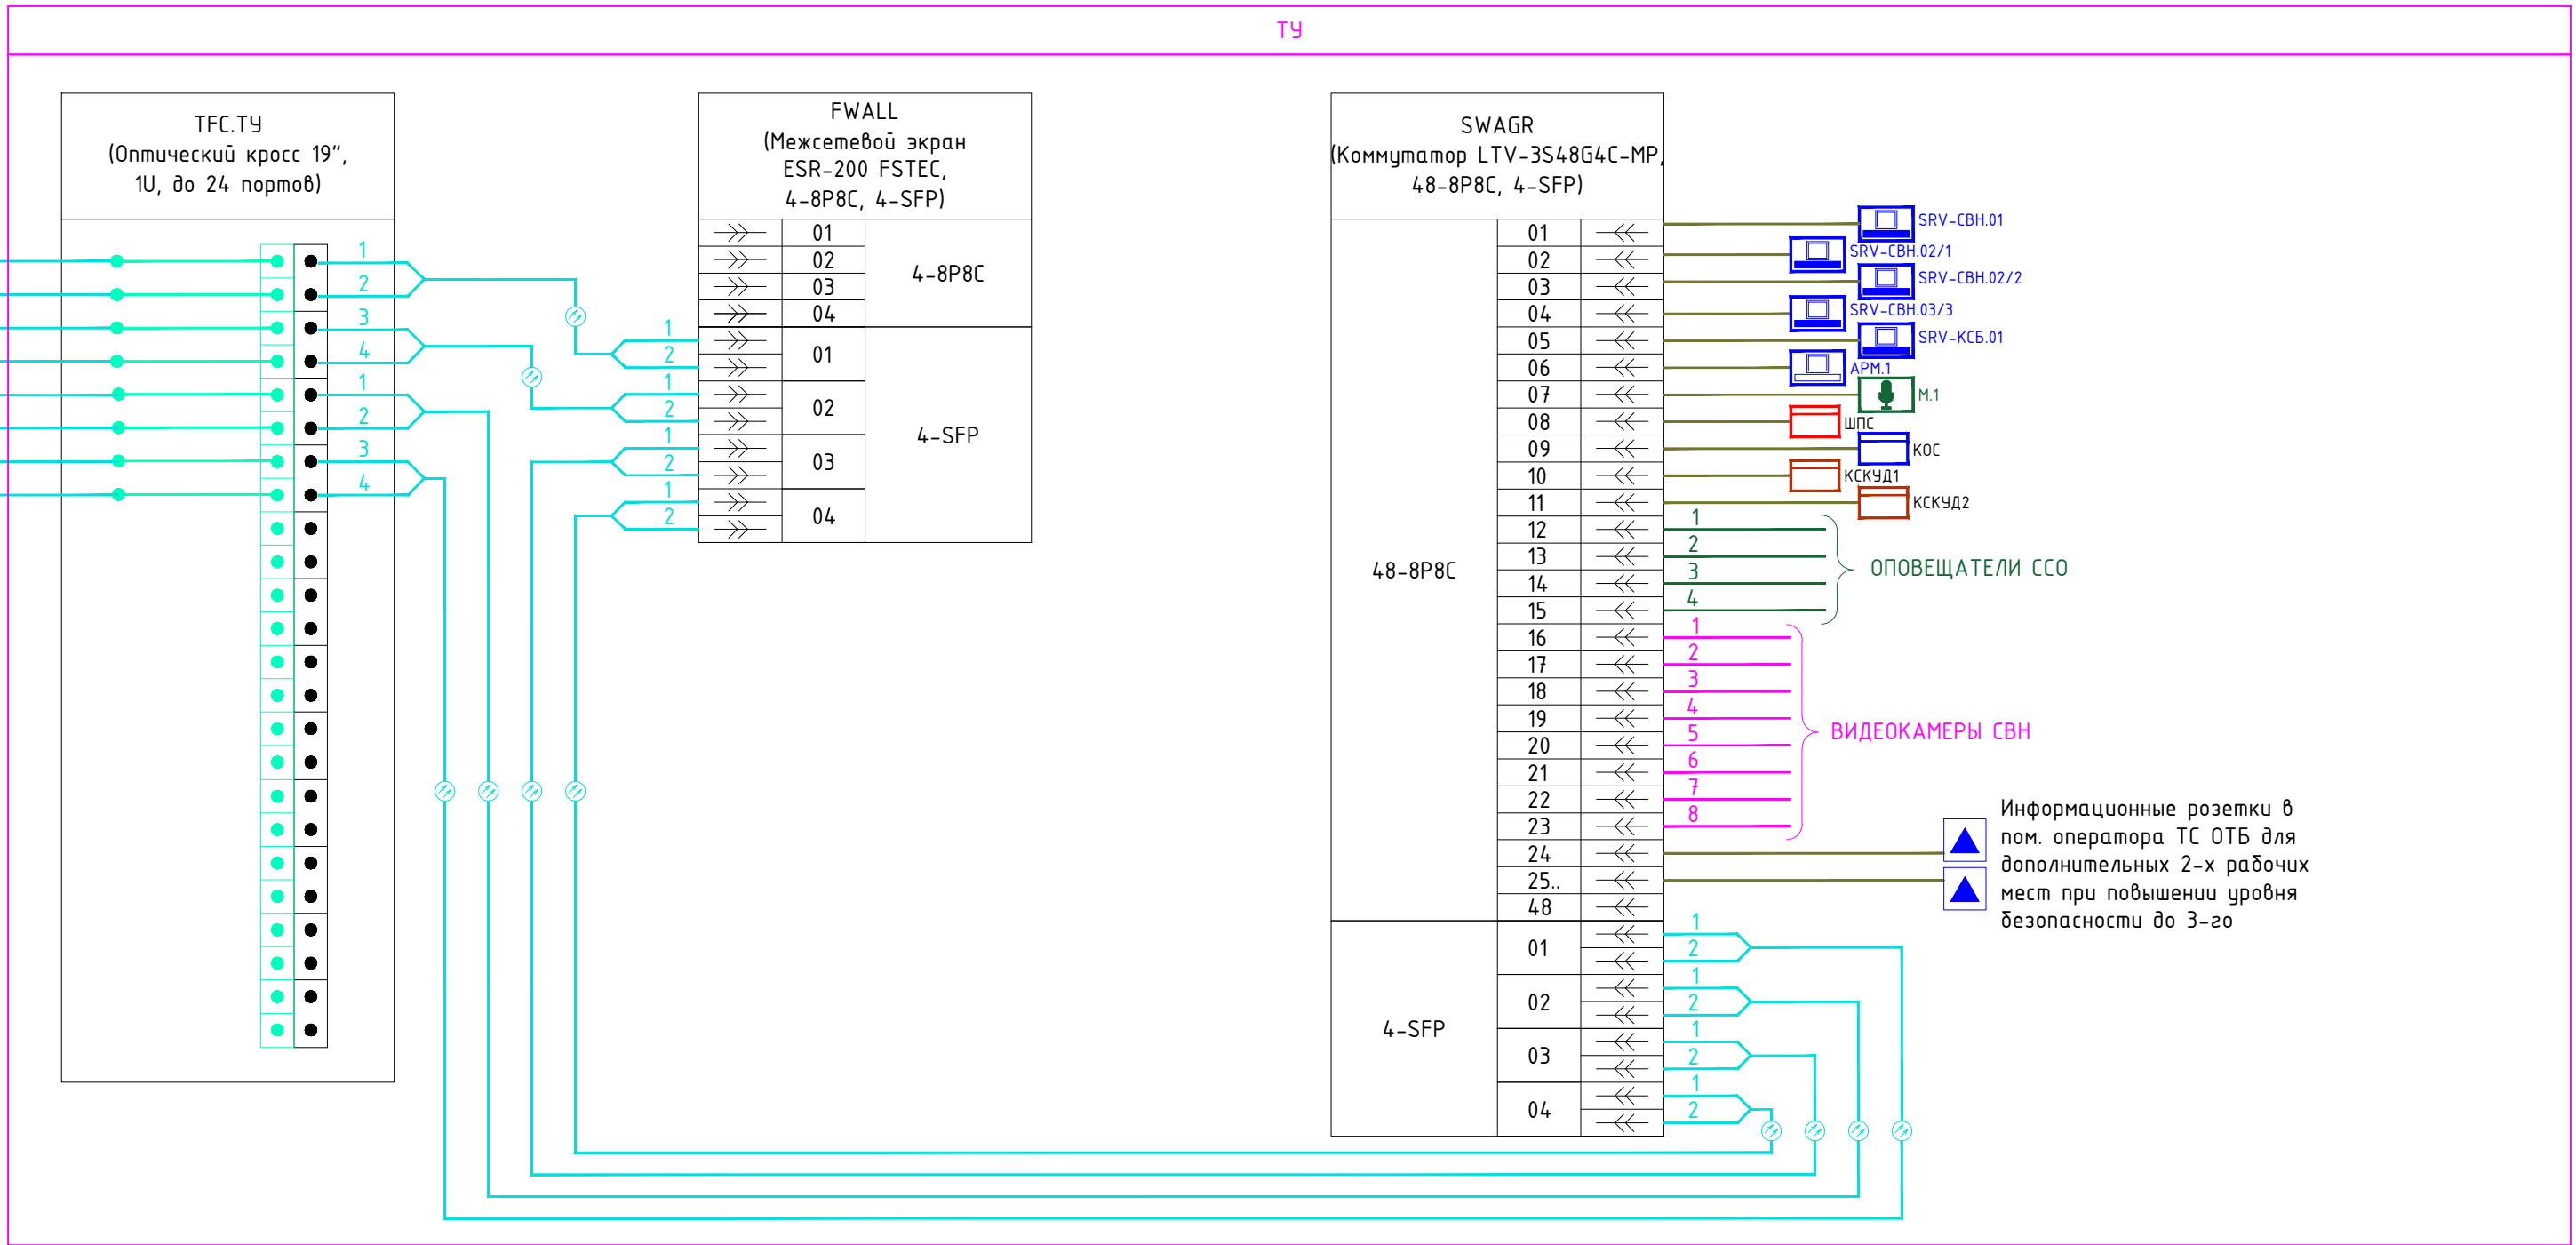 ТУ
TFC.ТУ
(Оптический кросс 19",
1U, до 24 портов)
1
2
3
4
1
2
3
4
FWALL
(Межсетевой экран
ESR-200 FSTEC,
4-8P8C, 4-SFP)
01
02
03
04
4-8P8C
1
2
01
1
2
02
1
2
03
1
2
04
4-SFP
SWAGR
(Коммутатор LTV-3S48G4C-MP,
48-8P8C, 4-SFP)
48-8P8C
01
02
03
04
05
06
07
08
09
10
11
12
13
14
15
16
17
18
19
20
21
22
23
24
25..
48
SRV-СВН.01
SRV-СВН.02/1
SRV-СВН.02/2
SRV-СВН.03/3
SRV-КСБ.01
АРМ.1
М.1
ШПС
КОС
КСКУД1
КСКУД2
1
2
3
4
ОПОВЕЩАТЕЛИ ССО
1
2
3
4
5
6
7
8
ВИДЕОКАМЕРЫ СВН
Информационные розетки в
пом. оператора ТС ОТБ для
дополнительных 2-х рабочих
мест при повышении уровня
безопасности до 3-го
4-SFP
01
1
2
02
1
2
03
1
2
04
1
2